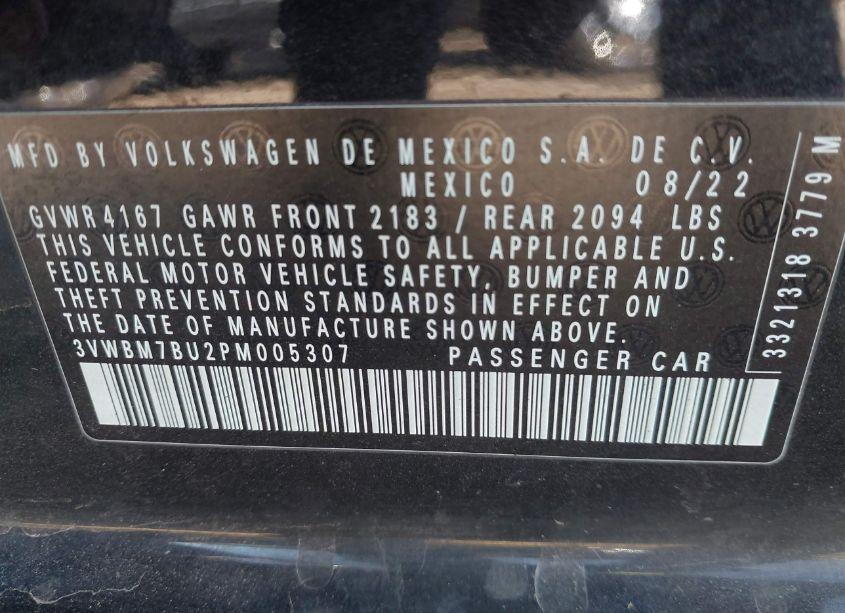 MFD BY VOLKSWAGEN DE MEXICO S.A. DE C.V.
MEXICO 08/22
GVWR 4167 GAWR FRONT 2183 / REAR 2094 LBS
THIS VEHICLE CONFORMS TO ALL APPLICABLE U.S.
FEDERAL MOTOR VEHICLE SAFETY, BUMPER AND
THEFT PREVENTION STANDARDS IN EFFECT ON
THE DATE OF MANUFACTURE SHOWN ABOVE.
3VWBM7BU2PM005307 PASSENGER CAR
3321318 3779 M